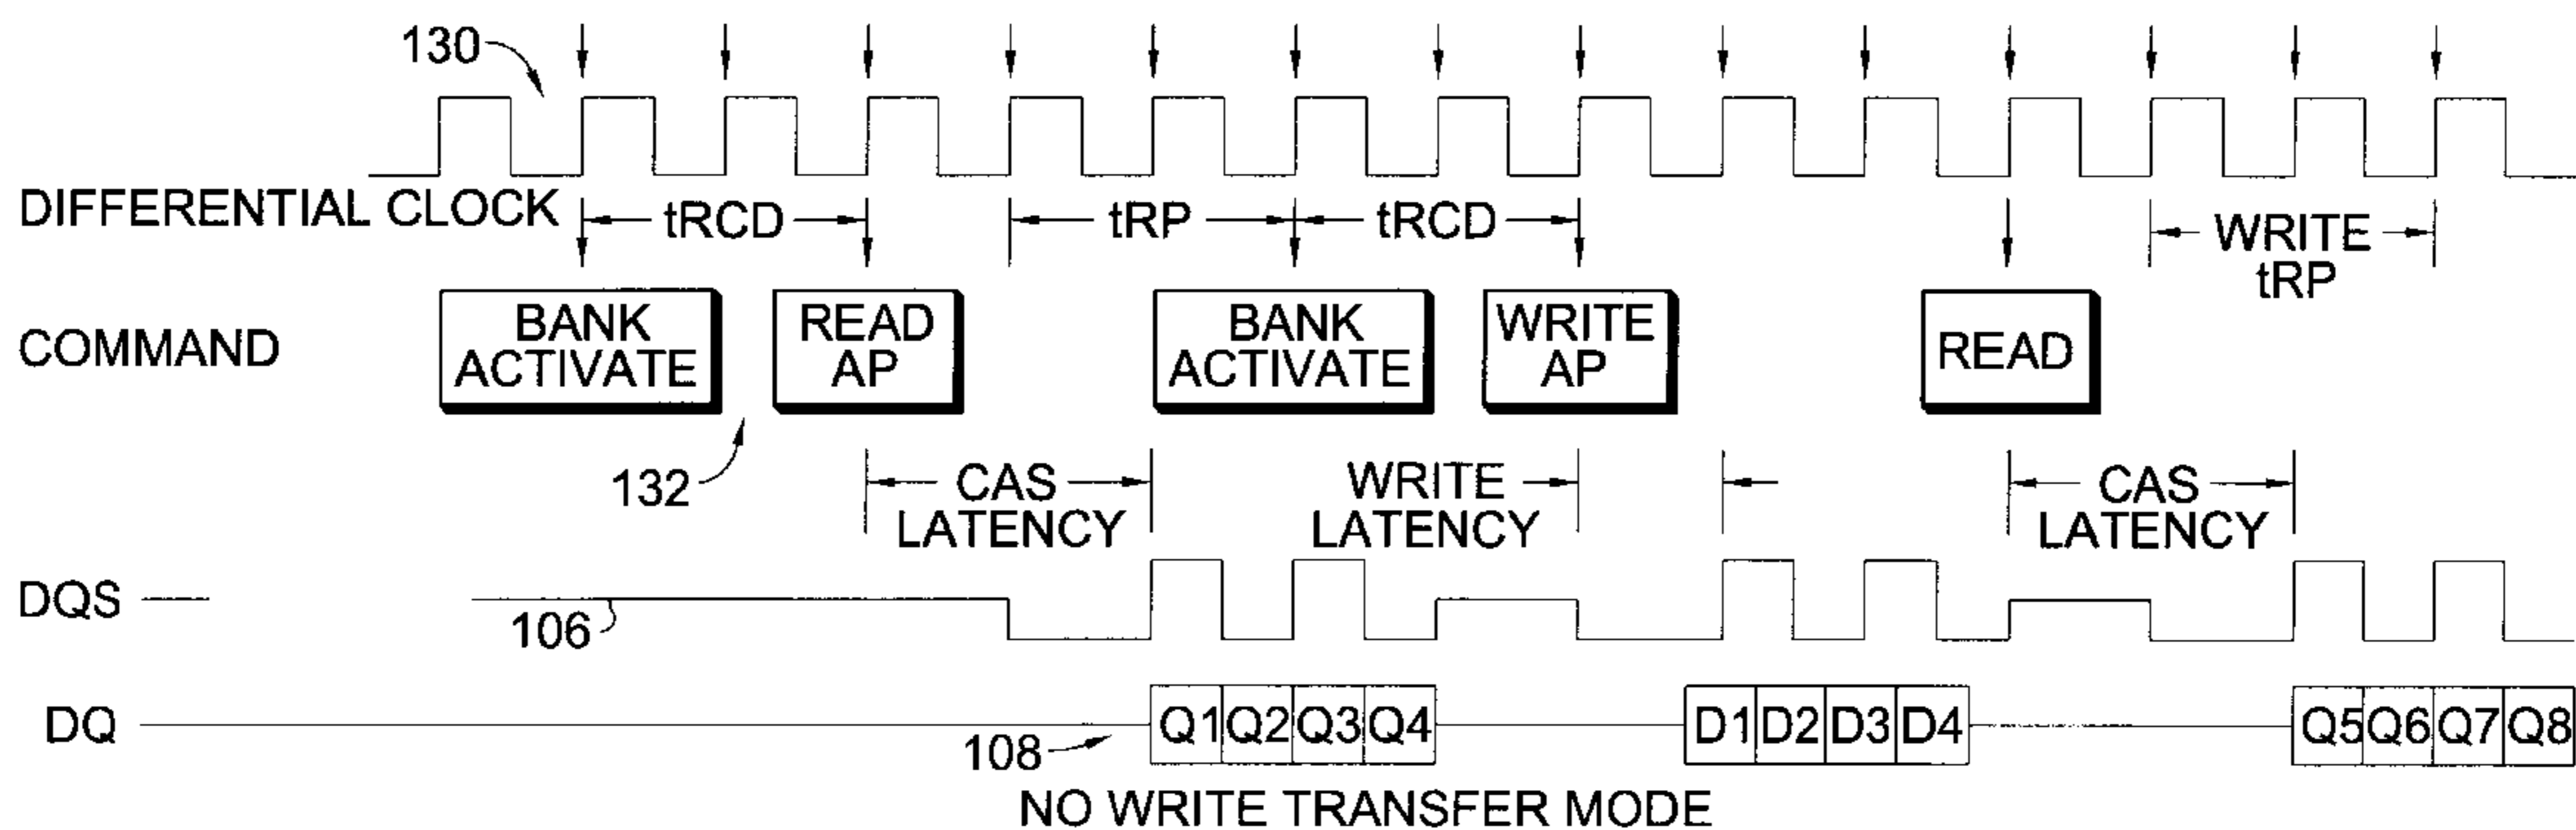 130
DIFFERENTIAL CLOCK
tRCD
tRP
tRCD
WRITE
tRP
COMMAND
BANK
ACTIVATE
READ
AP
BANK
ACTIVATE
WRITE
AP
READ
132
CAS
LATENCY
WRITE
LATENCY
CAS
LATENCY
DQS
106
DQ
108
Q1 Q2 Q3 Q4
D1 D2 D3 D4
Q5 Q6 Q7 Q8
NO WRITE TRANSFER MODE